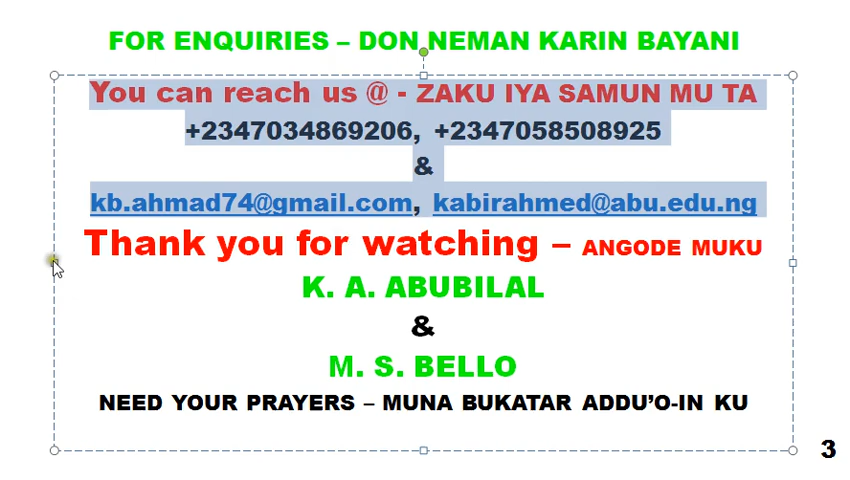 FOR ENQUIRIES – DON NEMAN KARIN BAYANI
You can reach us @ - ZAKU IYA SAMUN MU TA
+2347034869206, +2347058508925
&
kb.ahmad74@gmail.com, kabirahmed@abu.edu.ng
Thank you for watching – ANGODE MUKU
K. A. ABUBILAL
&
M. S. BELLO
NEED YOUR PRAYERS – MUNA BUKATAR ADDU’O-IN KU
3